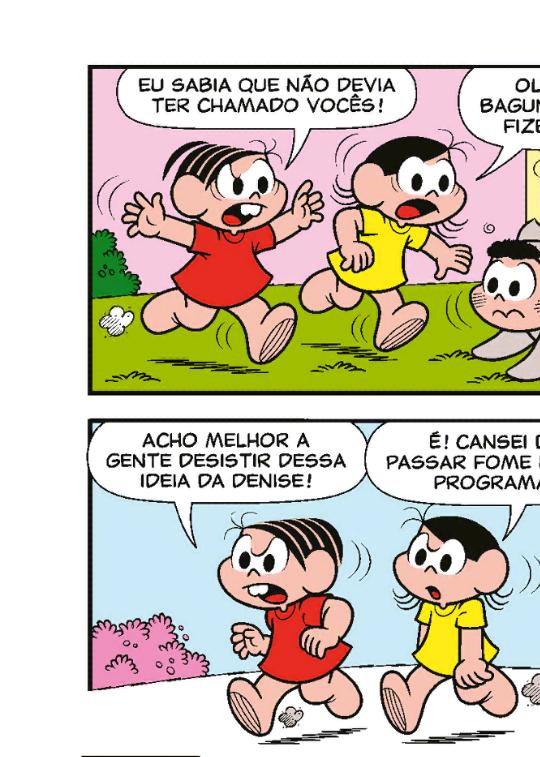 EU SABIA QUE NÃO DEVIA
TER CHAMADO VOCÊS!
ACHO MELHOR A
GENTE DESISTIR DESSA
IDEIA DA DENISE!
É! CANSEI
PASSAR FOME